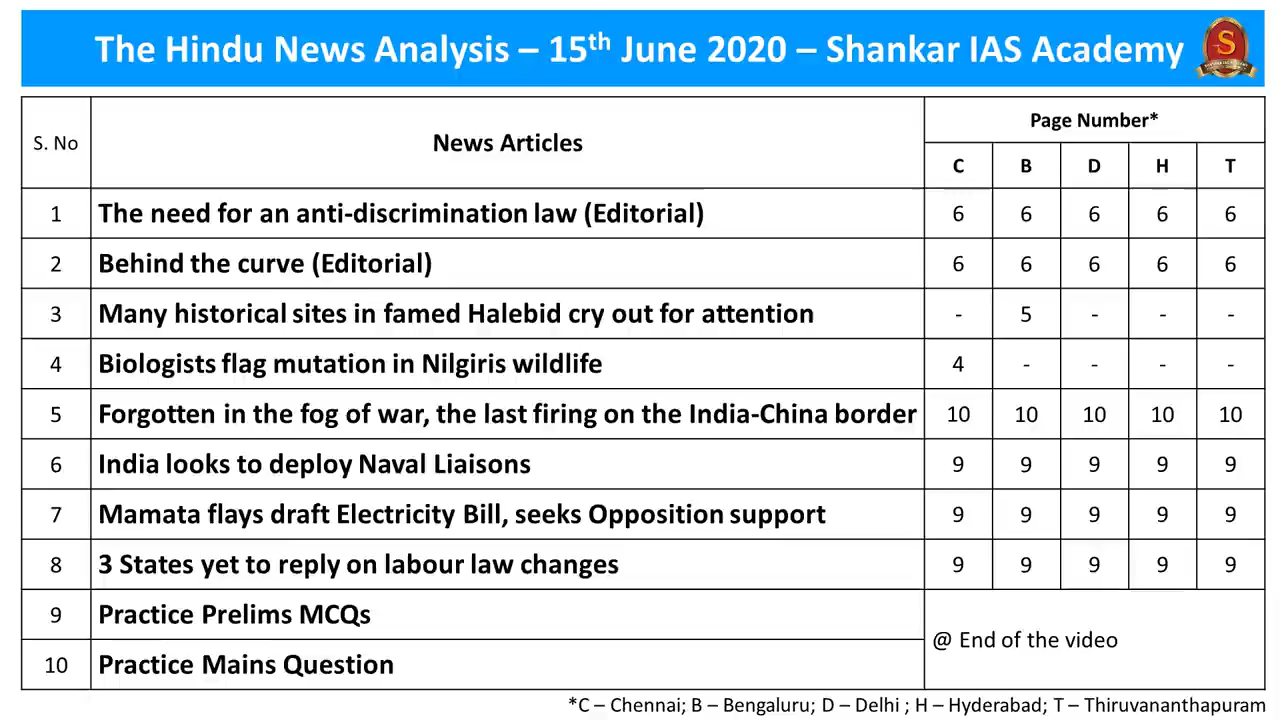 The Hindu News Analysis – 15th June 2020 – Shankar IAS Academy
S. No News Articles Page Number*
C B D H T
1 The need for an anti-discrimination law (Editorial) 6 6 6 6 6
2 Behind the curve (Editorial) 6 6 6 6 6
3 Many historical sites in famed Halebid cry out for attention - 5 - - -
4 Biologists flag mutation in Nilgiris wildlife 4 - - - -
5 Forgotten in the fog of war, the last firing on the India-China border 10 10 10 10 10
6 India looks to deploy Naval Liaisons 9 9 9 9 9
7 Mamata flays draft Electricity Bill, seeks Opposition support 9 9 9 9 9
8 3 States yet to reply on labour law changes 9 9 9 9 9
9 Practice Prelims MCQs
@ End of the video
10 Practice Mains Question
*C – Chennai; B – Bengaluru; D – Delhi ; H – Hyderabad; T – Thiruvananthapuram